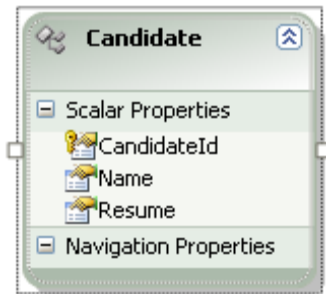 Candidate
Scalar Properties
CandidateId
Name
Resume
Navigation Properties